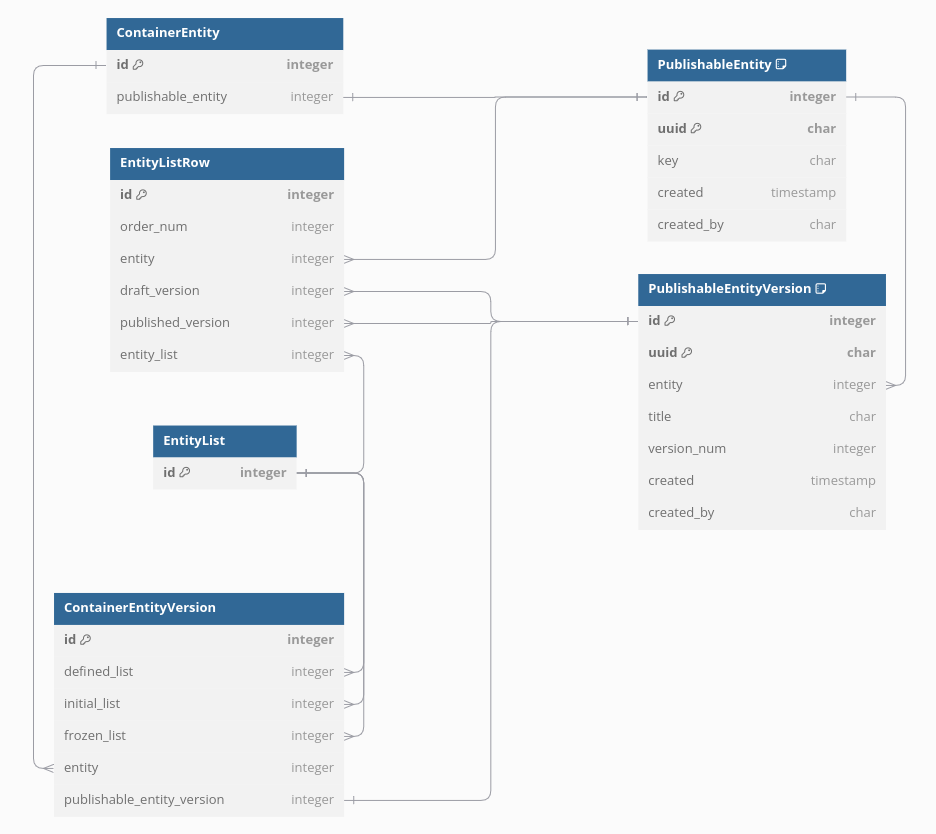 ContainerEntity
id integer
publishable_entity integer
PublishableEntity
id integer
uuid char
key char
created timestamp
created_by char
EntityListRow
id integer
order_num integer
entity integer
draft_version integer
published_version integer
entity_list integer
PublishableEntityVersion
id integer
uuid char
entity integer
title char
version_num integer
created timestamp
created_by char
EntityList
id integer
ContainerEntityVersion
id integer
defined_list integer
initial_list integer
frozen_list integer
entity integer
publishable_entity_version integer